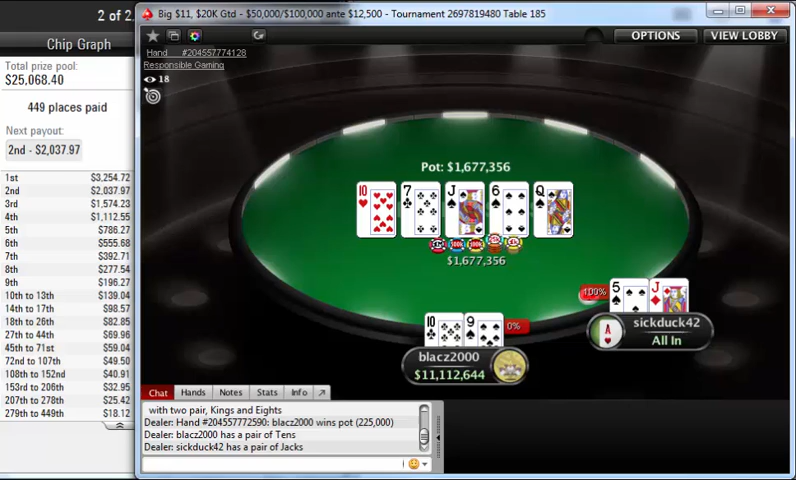 2 of 2.
Chip Graph
Total prize pool:
$25,068.40
449 places paid
Next payout:
2nd - $2,037.97
1st $3,254.72
2nd $2,037.97
3rd $1,574.23
4th $1,112.55
5th $786.27
6th $555.68
7th $392.71
8th $277.54
9th $196.27
10th to 13th $139.04
14th to 17th $98.57
18th to 26th $82.85
27th to 44th $69.96
45th to 71st $59.04
72nd to 107th $49.50
108th to 152nd $40.91
153rd to 206th $32.95
207th to 278th $25.42
279th to 449th $18.12
Big $11, $20K Gtd - $50,000/$100,000 ante $12,500 - Tournament 2697819480 Table 185
OPTIONS
VIEW LOBBY
Hand #204557774128
Responsible Gaming
18
Pot: $1,677,356
10 7 J 6 Q
$1,677,356
100%
5 J
A
sickduck42
All In
10 9
0%
blacz2000
$11,112,644
Chat Hands Notes Stats Info
with two pair, Kings and Eights
Dealer: Hand #204557772590: blacz2000 wins pot (225,000)
Dealer: blacz2000 has a pair of Tens
Dealer: sickduck42 has a pair of Jacks